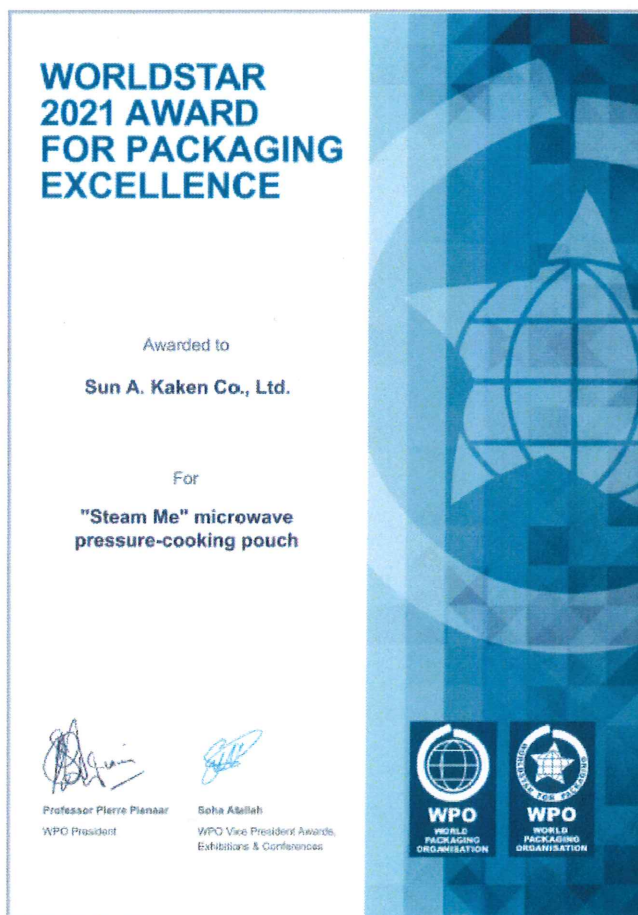 WORLDSTAR
2021 AWARD
FOR PACKAGING
EXCELLENCE
Awarded to
Sun A. Kaken Co., Ltd.
For
"Steam Me" microwave
pressure-cooking pouch
Professor Pierre Pienaar
WPO President
Soha Atallah
WPO Vice President Awards,
Exhibitions & Conferences
WPO
WORLD
PACKAGING
ORGANISATION
WORLDSTAR FOR PACKAGING
WPO
WORLD
PACKAGING
ORGANISATION